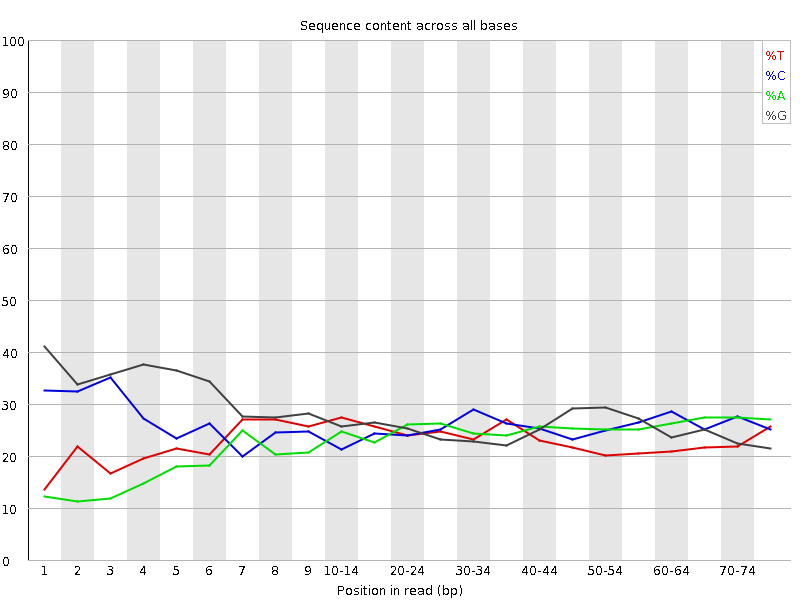 Sequence content across all bases
100
90
80
70
60
50
40
30
20
10
0
%T
%C
%A
%G
1 2 3 4 5 6 7 8 9 10-14 20-24 30-34 40-44 50-54 60-64 70-74
Position in read (bp)